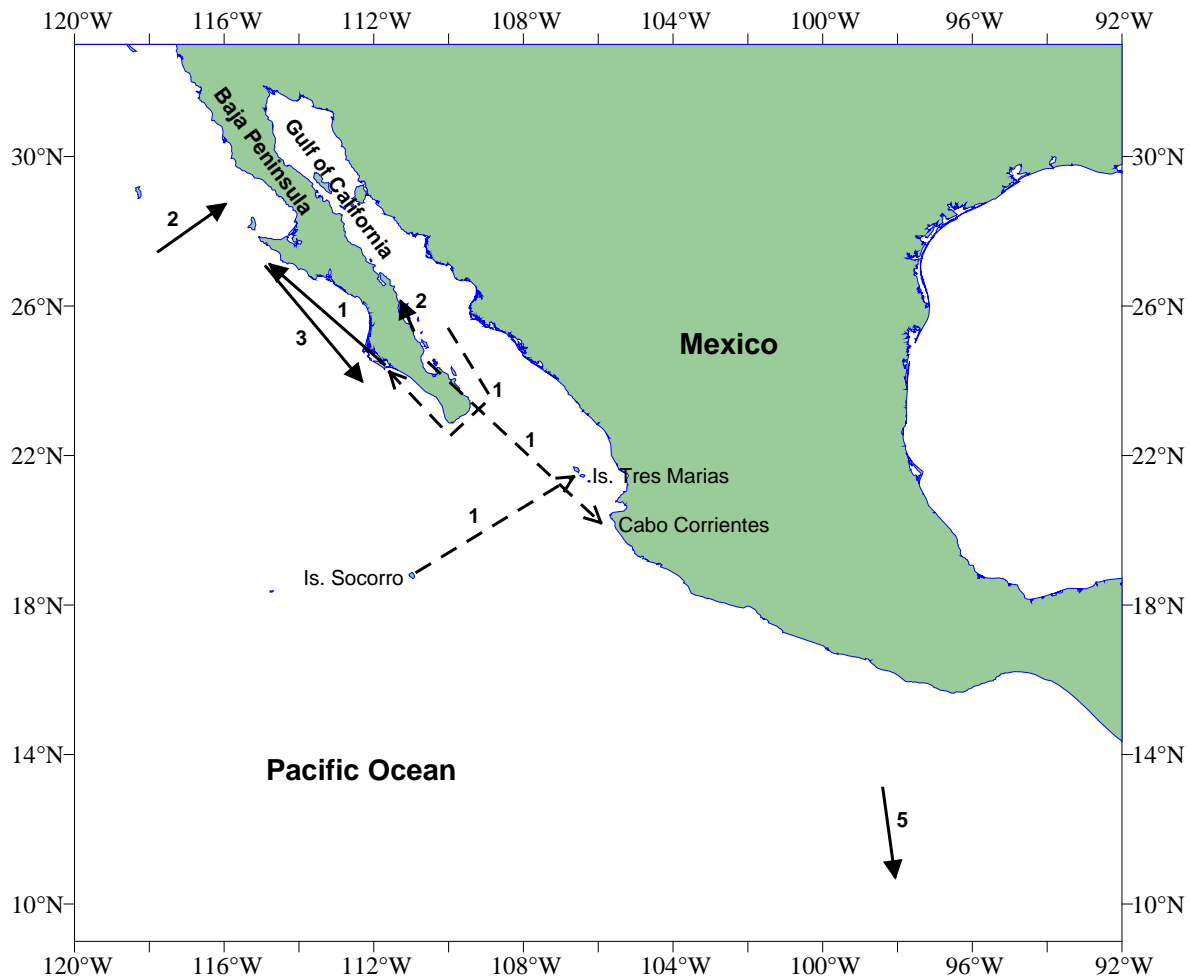 120°W 116°W 112°W 108°W 104°W 100°W 96°W 92°W
Baja Peninsula
Gulf of California
30°N 30°N
2
26°N 2 26°N
1
3
Mexico
1
1
22°N 22°N
Is. Tres Marias
1
Cabo Corrientes
Is. Socorro
18°N 18°N
14°N 14°N
Pacific Ocean
5
10°N 10°N
120°W 116°W 112°W 108°W 104°W 100°W 96°W 92°W